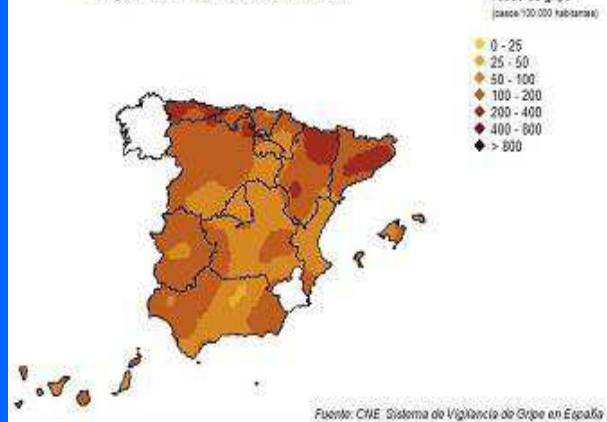 (casos/100.000 habitantes)
0 - 25
25 - 50
50 - 100
100 - 200
200 - 400
400 - 800
> 800
Fuente: CNE. Sistema de Vigilancia de Gripe en España